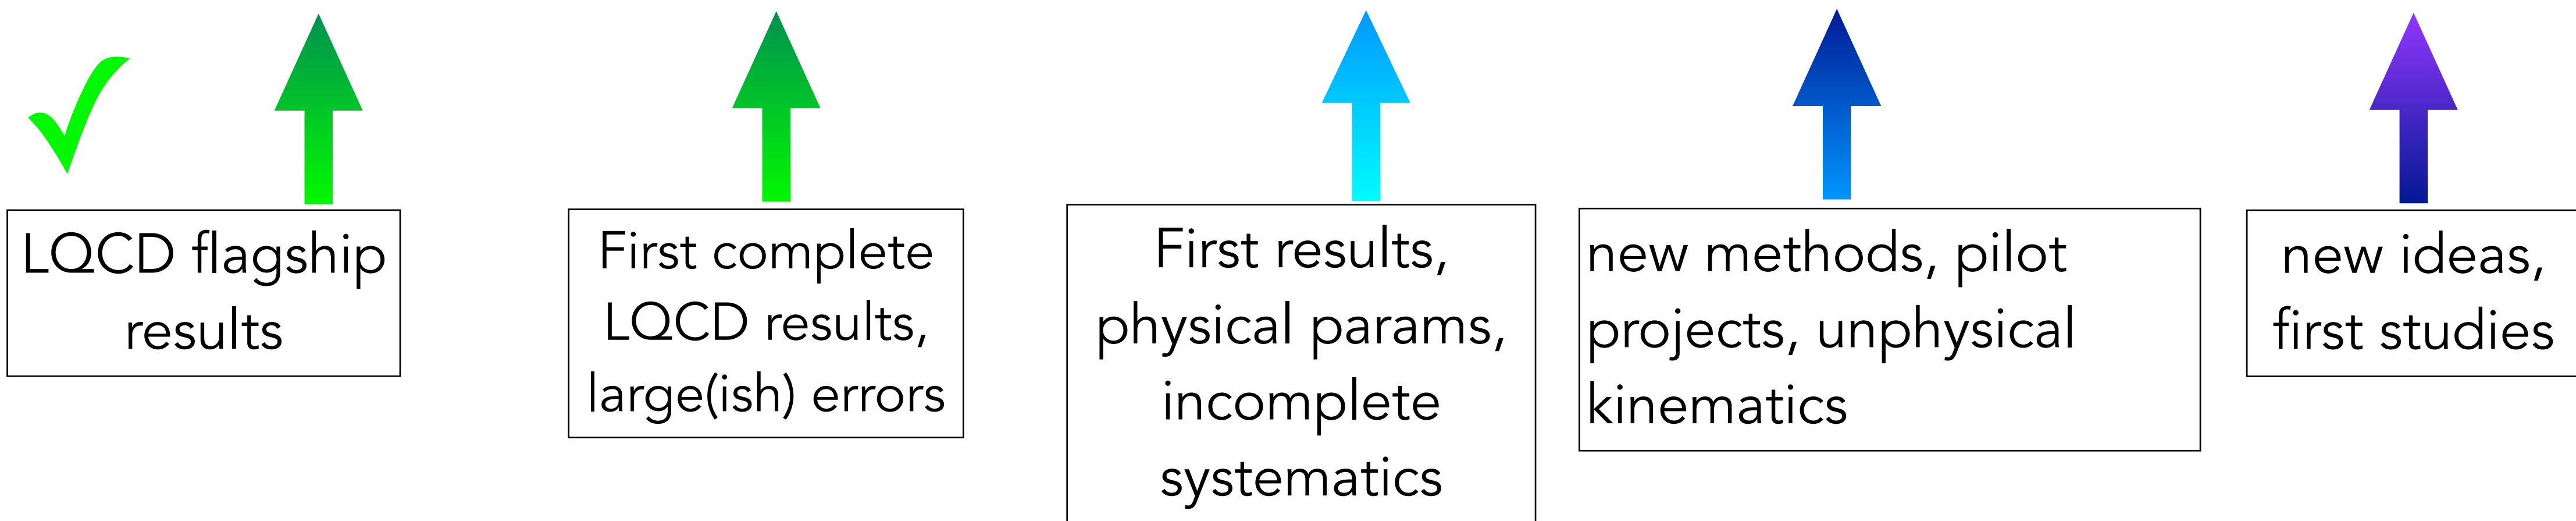 LQCD flagship
results
First complete
LQCD results,
large(ish) errors
First results,
physical params,
incomplete
systematics
new methods, pilot
projects, unphysical
kinematics
new ideas,
first studies